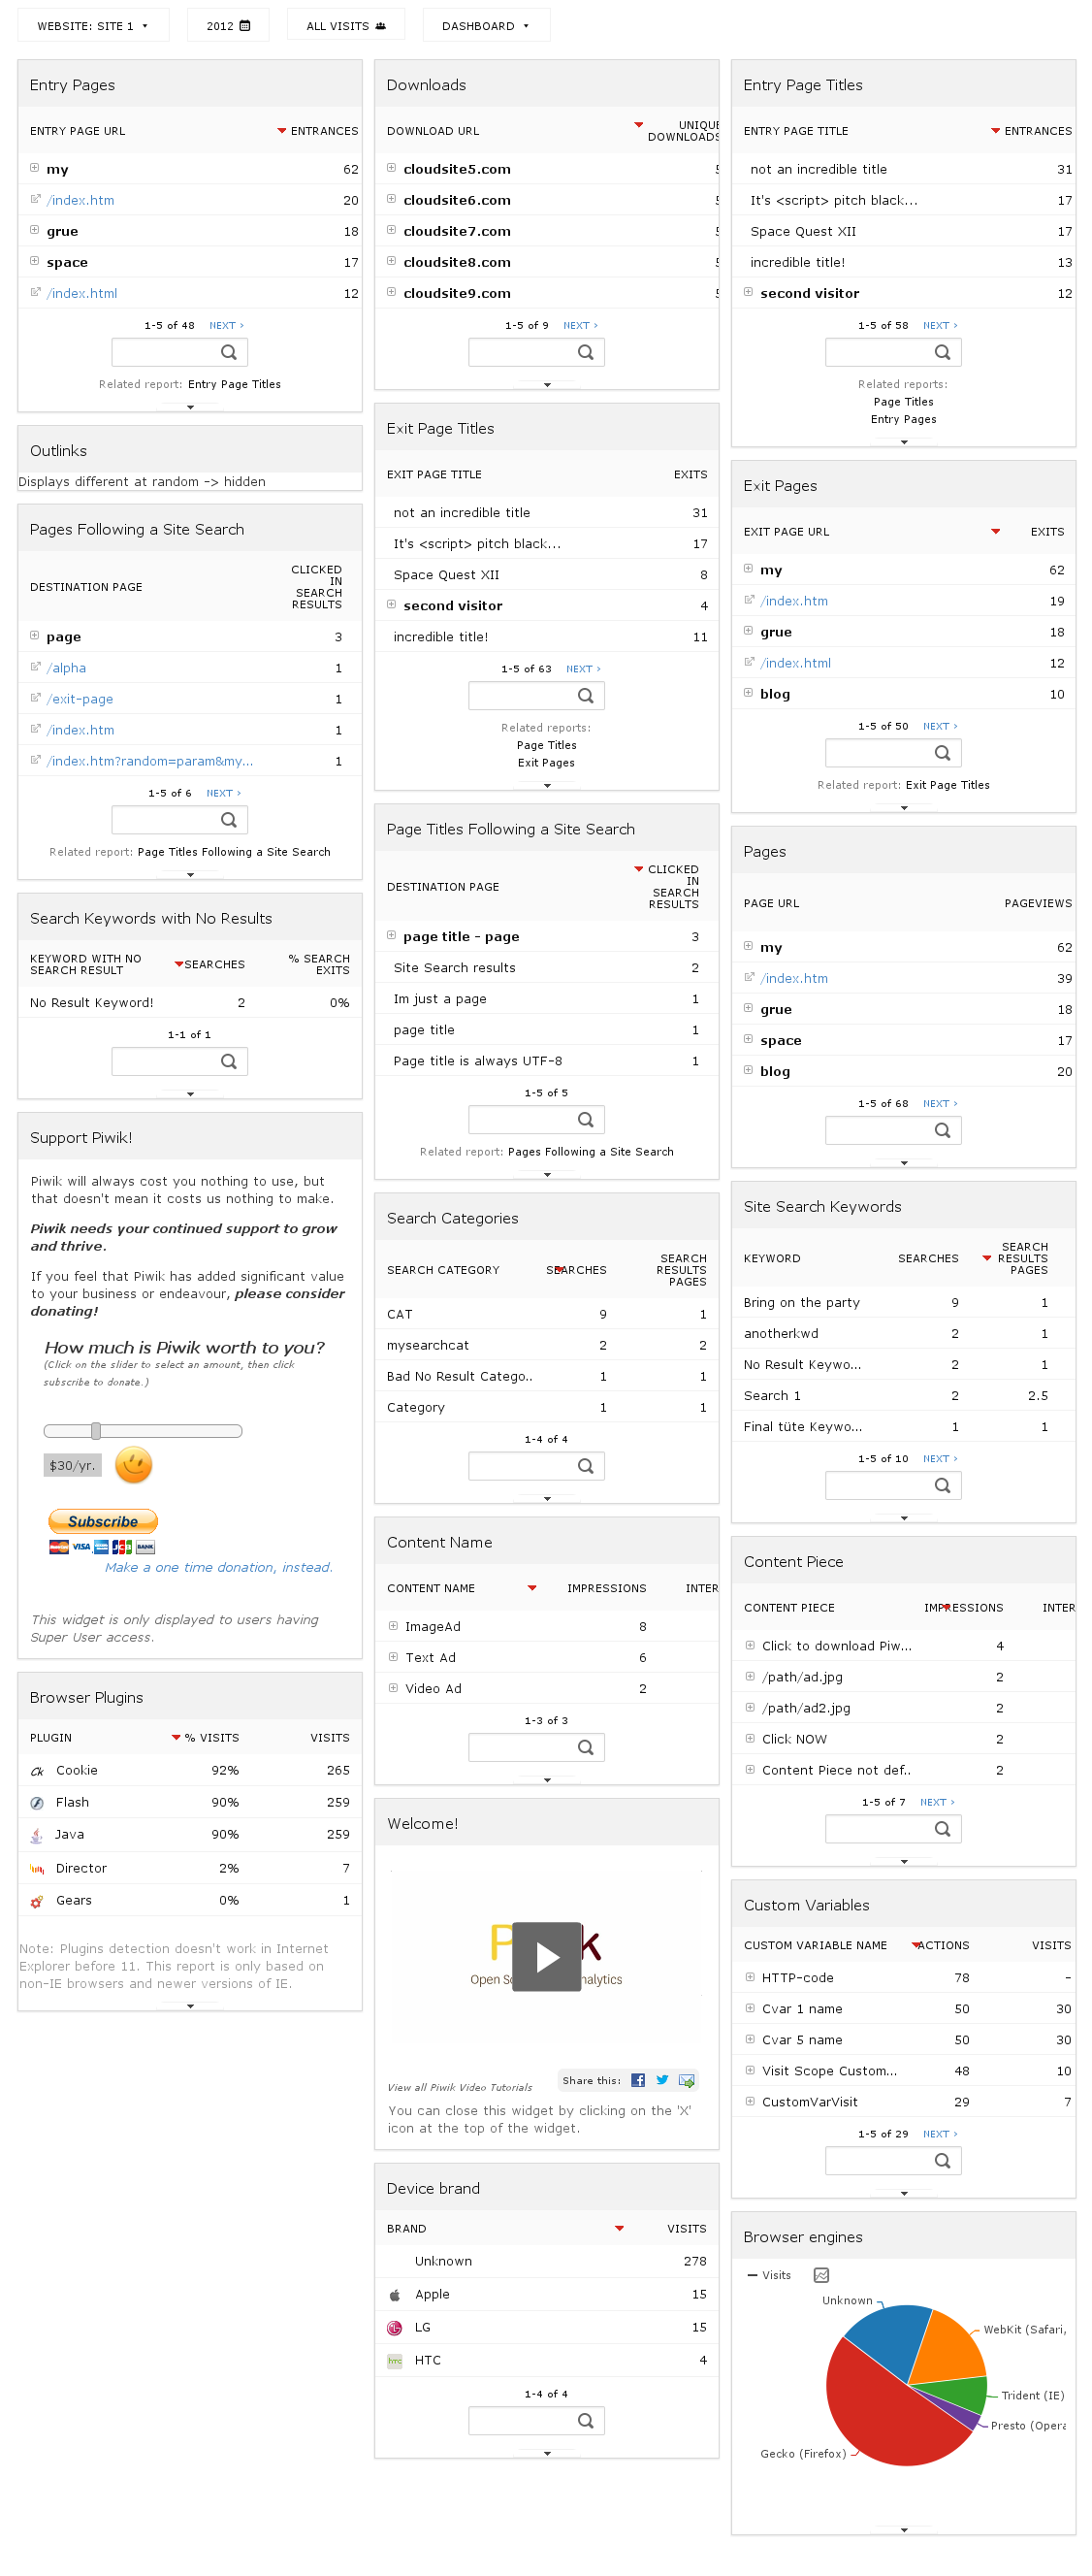 WEBSITE: SITE 1
2012
ALL VISITS
DASHBOARD
Entry Pages
ENTRY PAGE URL ENTRANCES
my 62
/index.htm 20
grue 18
space 17
/index.html 12
1-5 of 48 NEXT ›
Related report: Entry Page Titles
Outlinks
Displays different at random -> hidden
Pages Following a Site Search
DESTINATION PAGE CLICKED IN SEARCH RESULTS
page 3
/alpha 1
/exit-page 1
/index.htm 1
/index.htm?random=param&my... 1
1-5 of 6 NEXT ›
Related report: Page Titles Following a Site Search
Search Keywords with No Results
KEYWORD WITH NO SEARCH RESULT SEARCHES % SEARCH EXITS
No Result Keyword! 2 0%
1-1 of 1
Support Piwik!
Piwik will always cost you nothing to use, but
that doesn't mean it costs us nothing to make.
Piwik needs your continued support to grow
and thrive.
If you feel that Piwik has added significant value
to your business or endeavour, please consider
donating!
How much is Piwik worth to you?
(Click on the slider to select an amount, then click
subscribe to donate.)
$30/yr.
Subscribe
VISA BANK
Make a one time donation, instead.
This widget is only displayed to users having
Super User access.
Browser Plugins
PLUGIN % VISITS VISITS
Cookie 92% 265
Flash 90% 259
Java 90% 259
Director 2% 7
Gears 0% 1
Note: Plugins detection doesn't work in Internet
Explorer before 11. This report is only based on
non-IE browsers and newer versions of IE.
Downloads
DOWNLOAD URL UNIQUE DOWNLOADS
cloudsite5.com 5
cloudsite6.com 5
cloudsite7.com 5
cloudsite8.com 5
cloudsite9.com 5
1-5 of 9 NEXT ›
Exit Page Titles
EXIT PAGE TITLE EXITS
not an incredible title 31
It's <script> pitch black... 17
Space Quest XII 8
second visitor 4
incredible title! 11
1-5 of 63 NEXT ›
Related reports:
Page Titles
Exit Pages
Page Titles Following a Site Search
DESTINATION PAGE CLICKED IN SEARCH RESULTS
page title - page 3
Site Search results 2
Im just a page 1
page title 1
Page title is always UTF-8 1
1-5 of 5
Related report: Pages Following a Site Search
Search Categories
SEARCH CATEGORY SEARCHES SEARCH RESULTS PAGES
CAT 9 1
mysearchcat 2 2
Bad No Result Catego.. 1 1
Category 1 1
1-4 of 4
Content Name
CONTENT NAME IMPRESSIONS INTER
ImageAd 8
Text Ad 6
Video Ad 2
1-3 of 3
Welcome!
P k
Open So nalytics
View all Piwik Video Tutorials
Share this:
You can close this widget by clicking on the 'X'
icon at the top of the widget.
Device brand
BRAND VISITS
Unknown 278
Apple 15
LG 15
hTC HTC 4
1-4 of 4
Entry Page Titles
ENTRY PAGE TITLE ENTRANCES
not an incredible title 31
It's <script> pitch black... 17
Space Quest XII 17
incredible title! 13
second visitor 12
1-5 of 58 NEXT ›
Related reports:
Page Titles
Entry Pages
Exit Pages
EXIT PAGE URL EXITS
my 62
/index.htm 19
grue 18
/index.html 12
blog 10
1-5 of 50 NEXT ›
Related report: Exit Page Titles
Pages
PAGE URL PAGEVIEWS
my 62
/index.htm 39
grue 18
space 17
blog 20
1-5 of 68 NEXT ›
Site Search Keywords
KEYWORD SEARCHES SEARCH RESULTS PAGES
Bring on the party 9 1
anotherkwd 2 1
No Result Keywo... 2 1
Search 1 2 2.5
Final tüte Keywo... 1 1
1-5 of 10 NEXT ›
Content Piece
CONTENT PIECE IMPRESSIONS INTER
Click to download Piw... 4
/path/ad.jpg 2
/path/ad2.jpg 2
Click NOW 2
Content Piece not def.. 2
1-5 of 7 NEXT ›
Custom Variables
CUSTOM VARIABLE NAME ACTIONS VISITS
HTTP-code 78 -
Cvar 1 name 50 30
Cvar 5 name 50 30
Visit Scope Custom... 48 10
CustomVarVisit 29 7
1-5 of 29 NEXT ›
Browser engines
Visits
Unknown
WebKit (Safari,
Trident (IE)
Presto (Opera
Gecko (Firefox)